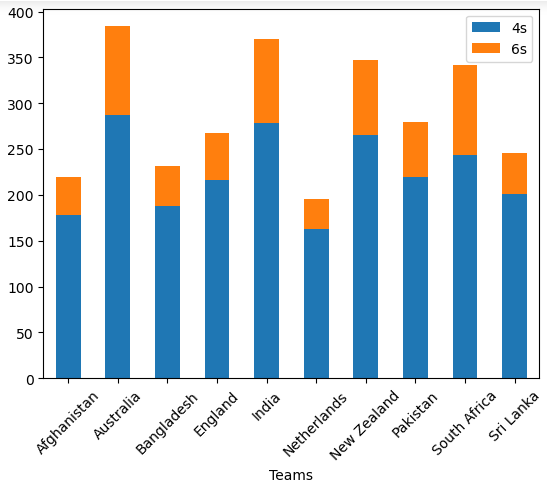 400
350
300
250
200
150
100
50
0
4s
6s
Afghanistan
Australia
Bangladesh
England
India
Netherlands
New Zealand
Pakistan
South Africa
Sri Lanka
Teams